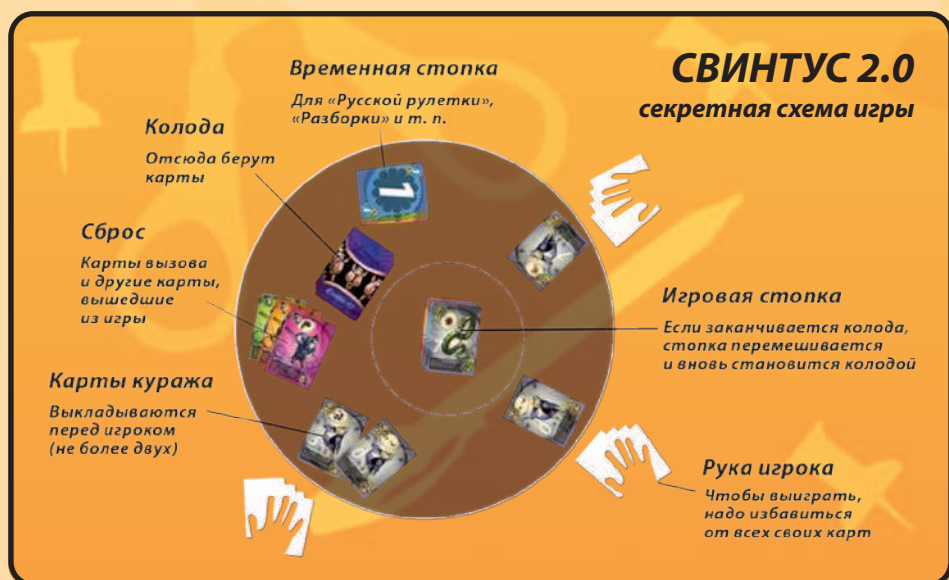 СВИНТУС 2.0
секретная схема игры
Временная стопка
Для «Русской рулетки»,
«Разборки» и т. п.
Колода
Отсюда берут
карты
Сброс
Карты вызова
и другие карты,
вышедшие
из игры
Карты куража
Выкладываются
перед игроком
(не более двух)
1
Игровая стопка
Если заканчивается колода,
стопка перемешивается
и вновь становится колодой
Рука игрока
Чтобы выиграть,
надо избавиться
от всех своих карт